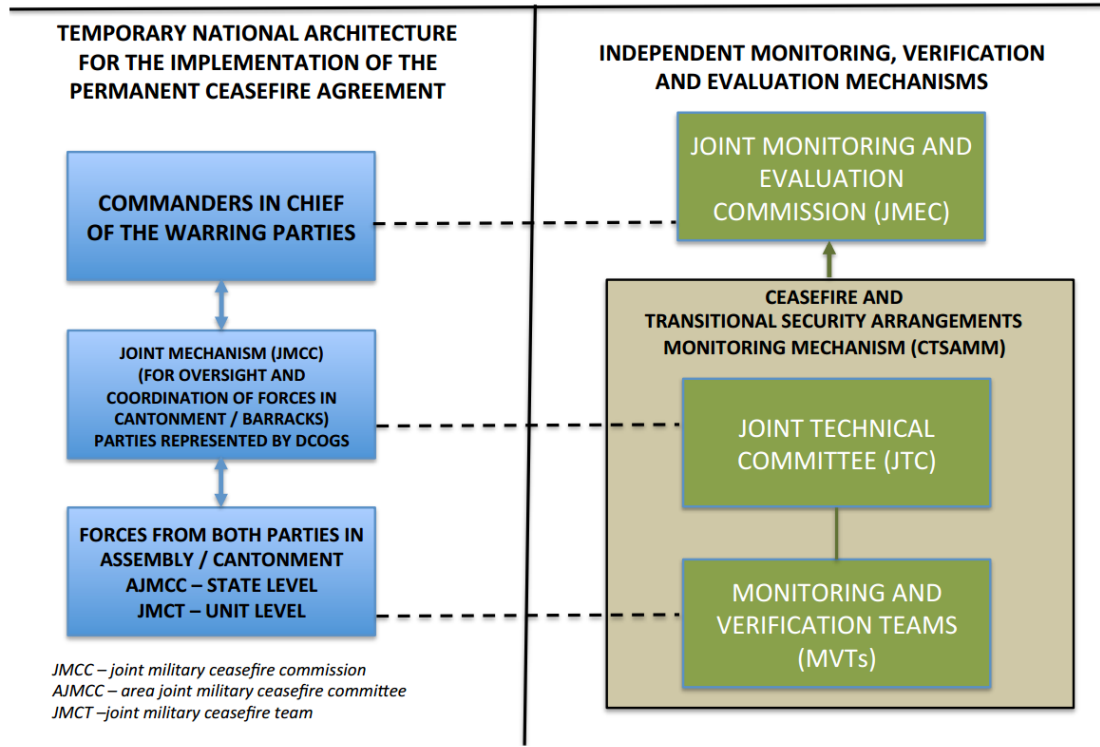 TEMPORARY NATIONAL ARCHITECTURE
FOR THE IMPLEMENTATION OF THE
PERMANENT CEASEFIRE AGREEMENT
COMMANDERS IN CHIEF
OF THE WARRING PARTIES
JOINT MECHANISM (JMCC)
(FOR OVERSIGHT AND
COORDINATION OF FORCES IN
CANTONMENT / BARRACKS)
PARTIES REPRESENTED BY DCOGS
FORCES FROM BOTH PARTIES IN
ASSEMBLY / CANTONMENT
AJMCC – STATE LEVEL
JMCT – UNIT LEVEL
JMCC – joint military ceasefire commission
AJMCC – area joint military ceasefire committee
JMCT –joint military ceasefire team
INDEPENDENT MONITORING, VERIFICATION
AND EVALUATION MECHANISMS
JOINT MONITORING AND
EVALUATION
COMMISSION (JMEC)
CEASEFIRE AND
TRANSITIONAL SECURITY ARRANGEMENTS
MONITORING MECHANISM (CTSAMM)
JOINT TECHNICAL
COMMITTEE (JTC)
MONITORING AND
VERIFICATION TEAMS
(MVTs)